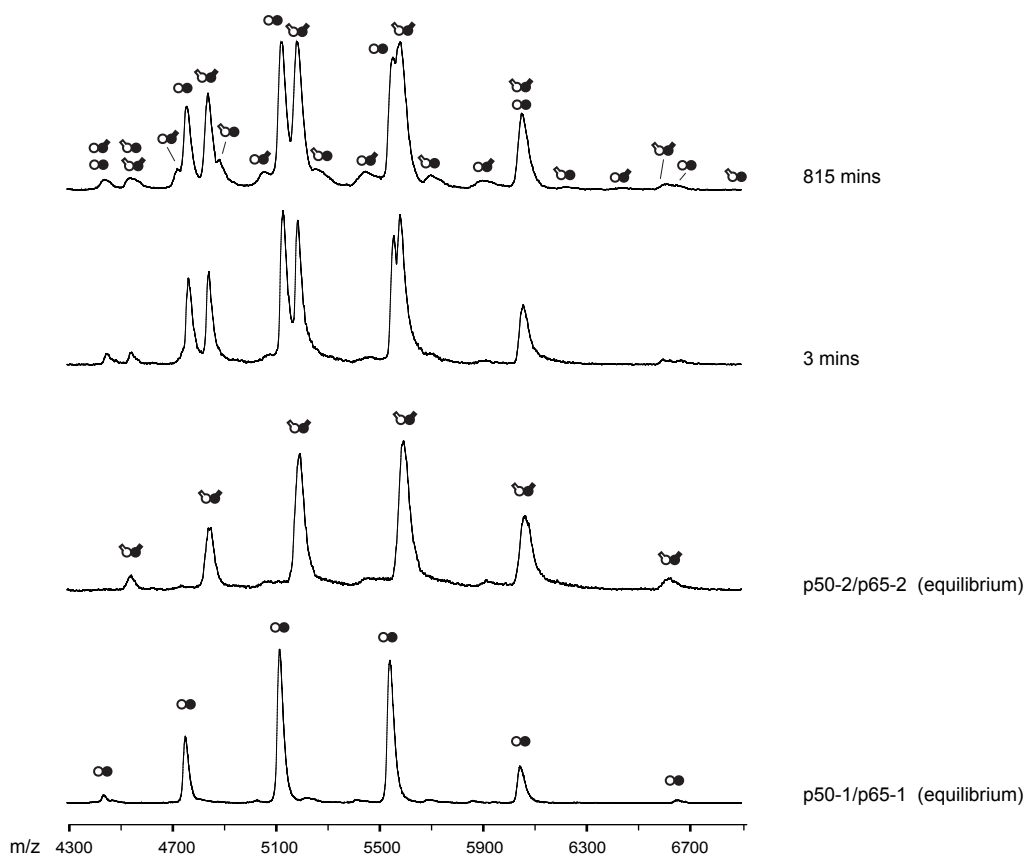 815 mins
3 mins
p50-2/p65-2 (equilibrium)
p50-1/p65-1 (equilibrium)
m/z 4300 4700 5100 5500 5900 6300 6700